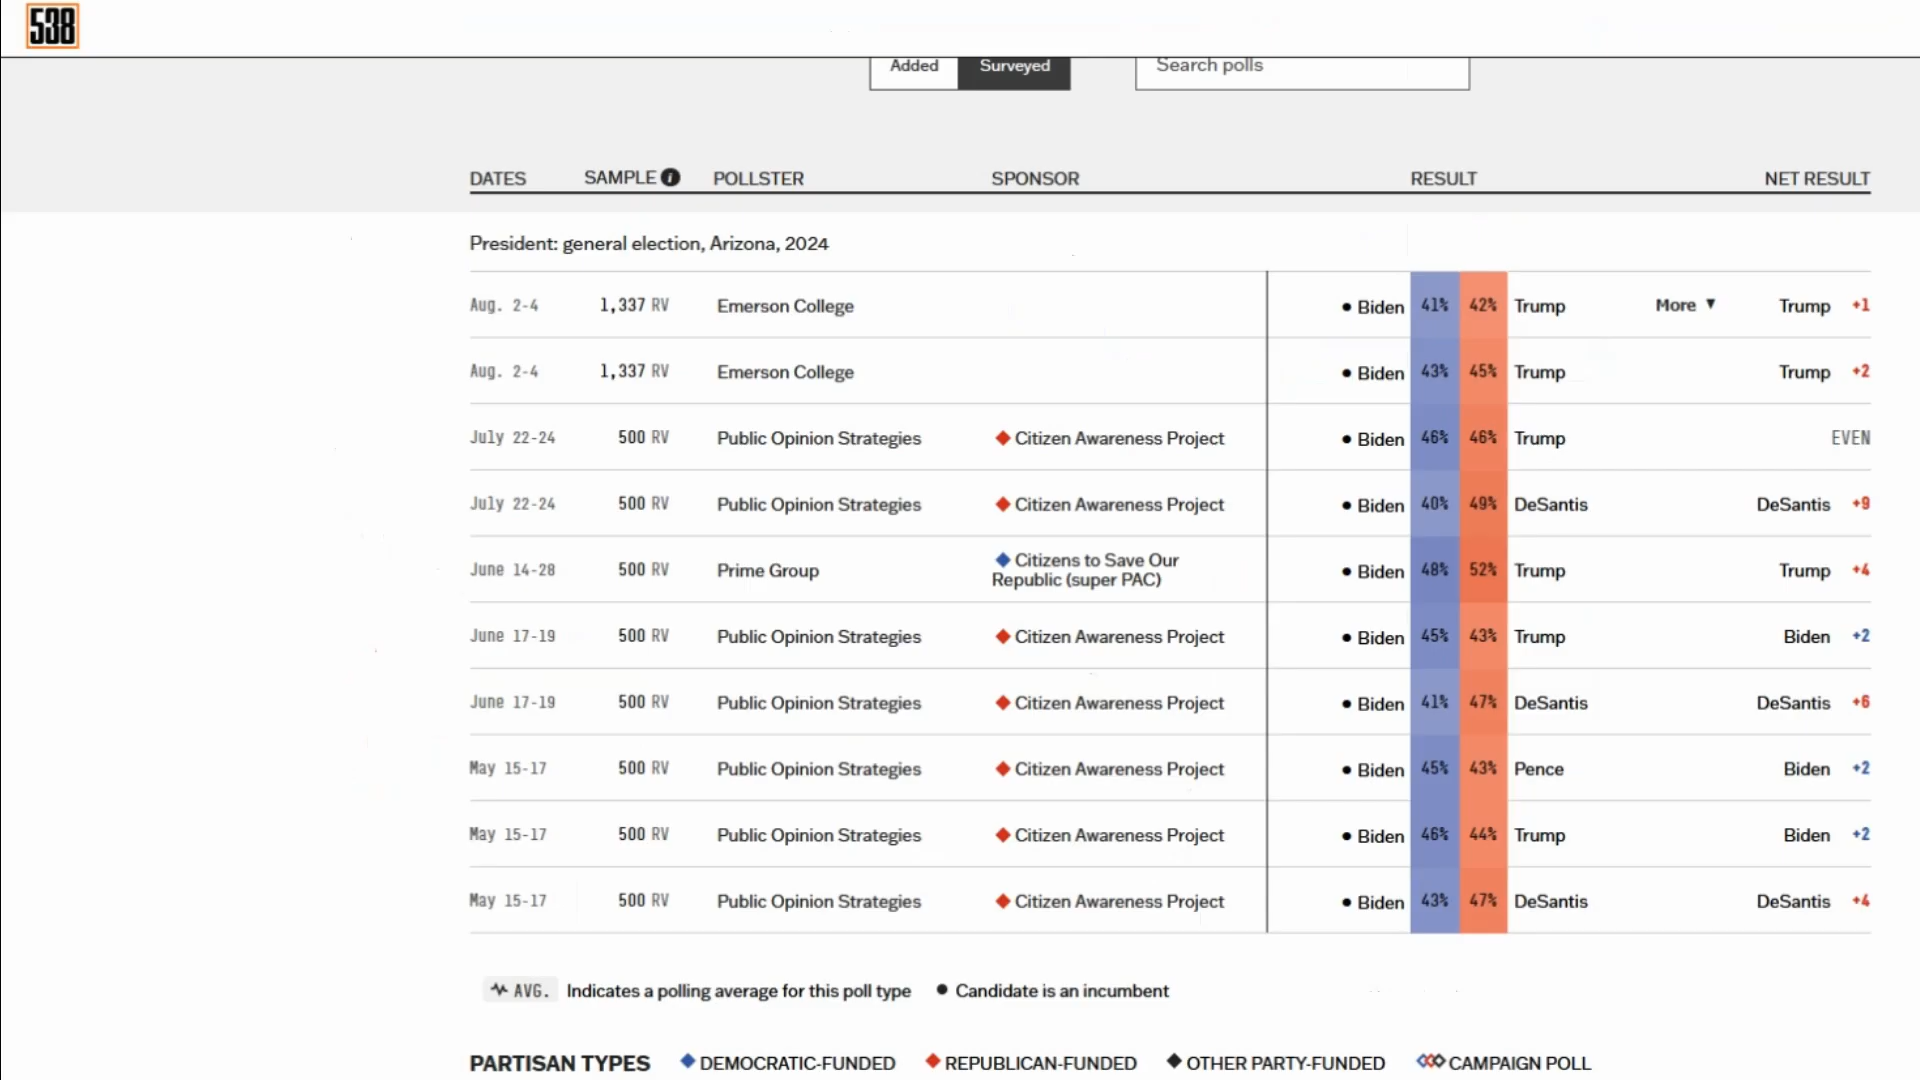 538
Added Surveyed Search polls
DATES SAMPLE i POLLSTER SPONSOR RESULT NET RESULT
President: general election, Arizona, 2024
Aug. 2-4 1,337 RV Emerson College Biden 41% 42% Trump More ▼ Trump +1
Aug. 2-4 1,337 RV Emerson College Biden 43% 45% Trump Trump +2
July 22-24 500 RV Public Opinion Strategies Citizen Awareness Project Biden 46% 46% Trump EVEN
July 22-24 500 RV Public Opinion Strategies Citizen Awareness Project Biden 40% 49% DeSantis DeSantis +9
June 14-28 500 RV Prime Group Citizens to Save Our
Republic (super PAC) Biden 48% 52% Trump Trump +4
June 17-19 500 RV Public Opinion Strategies Citizen Awareness Project Biden 45% 43% Trump Biden +2
June 17-19 500 RV Public Opinion Strategies Citizen Awareness Project Biden 41% 47% DeSantis DeSantis +6
May 15-17 500 RV Public Opinion Strategies Citizen Awareness Project Biden 45% 43% Pence Biden +2
May 15-17 500 RV Public Opinion Strategies Citizen Awareness Project Biden 46% 44% Trump Biden +2
May 15-17 500 RV Public Opinion Strategies Citizen Awareness Project Biden 43% 47% DeSantis DeSantis +4
AVG. Indicates a polling average for this poll type Candidate is an incumbent
PARTISAN TYPES DEMOCRATIC-FUNDED REPUBLICAN-FUNDED OTHER PARTY-FUNDED CAMPAIGN POLL